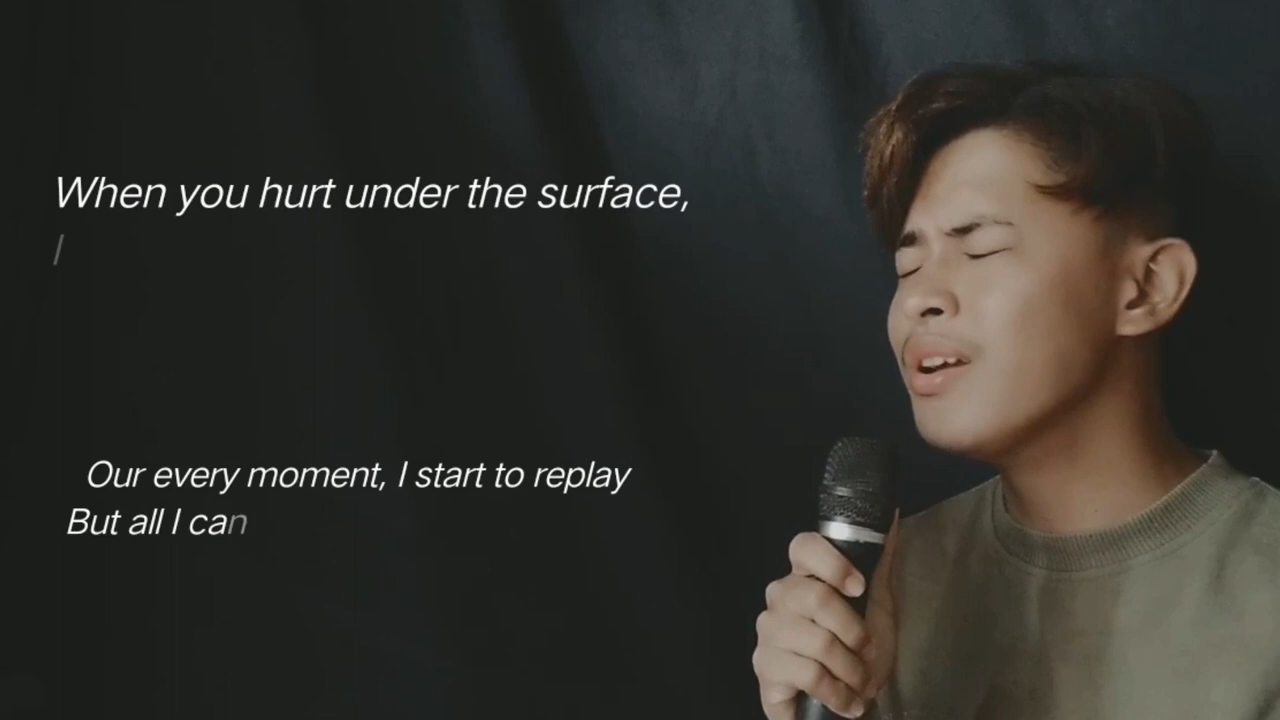 When you hurt under the surface,
I
Our every moment, I start to replay
But all I can